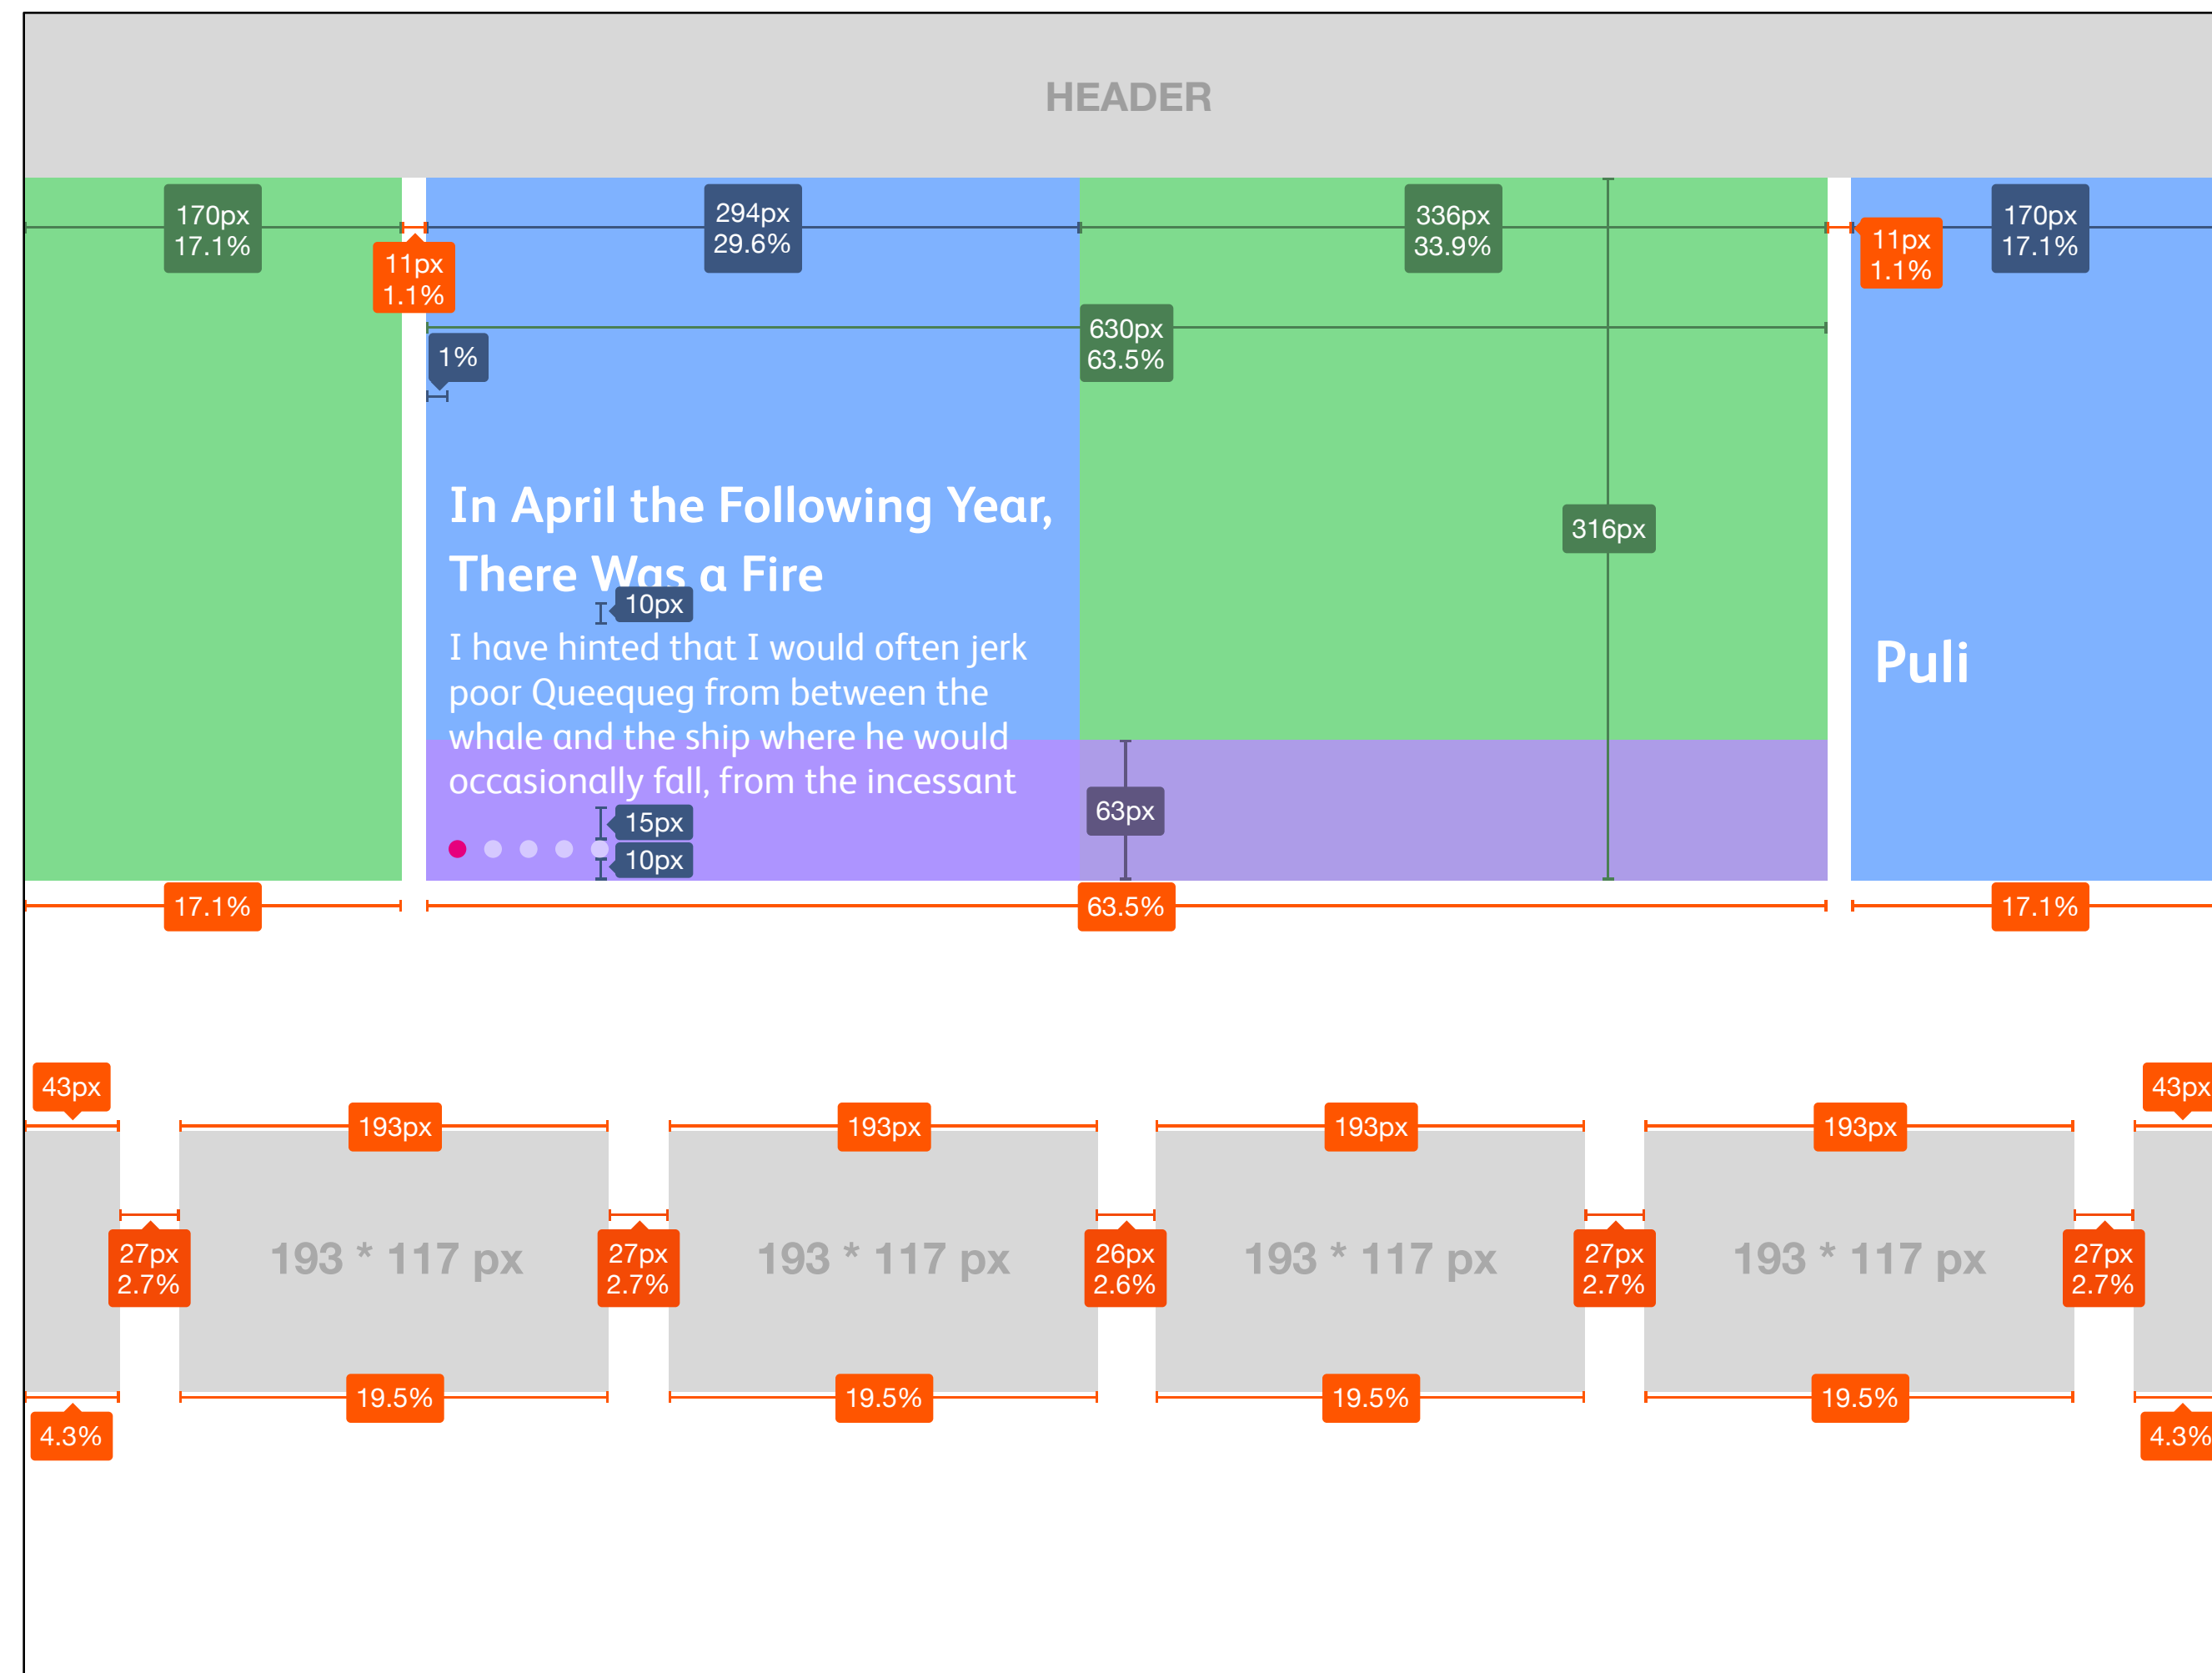 HEADER
170px
17.1%
11px
1.1%
294px
29.6%
336px
33.9%
11px
1.1%
170px
17.1%
630px
63.5%
1%
316px
In April the Following Year,
There Was a Fire
10px
I have hinted that I would often jerk
poor Queequeg from between the
whale and the ship where he would
occasionally fall, from the incessant
Puli
63px
15px
10px
17.1%
63.5%
17.1%
43px
193px
193px
193px
193px
43px
27px
2.7%
193 * 117 px
27px
2.7%
193 * 117 px
26px
2.6%
193 * 117 px
27px
2.7%
193 * 117 px
27px
2.7%
4.3%
19.5%
19.5%
19.5%
19.5%
4.3%